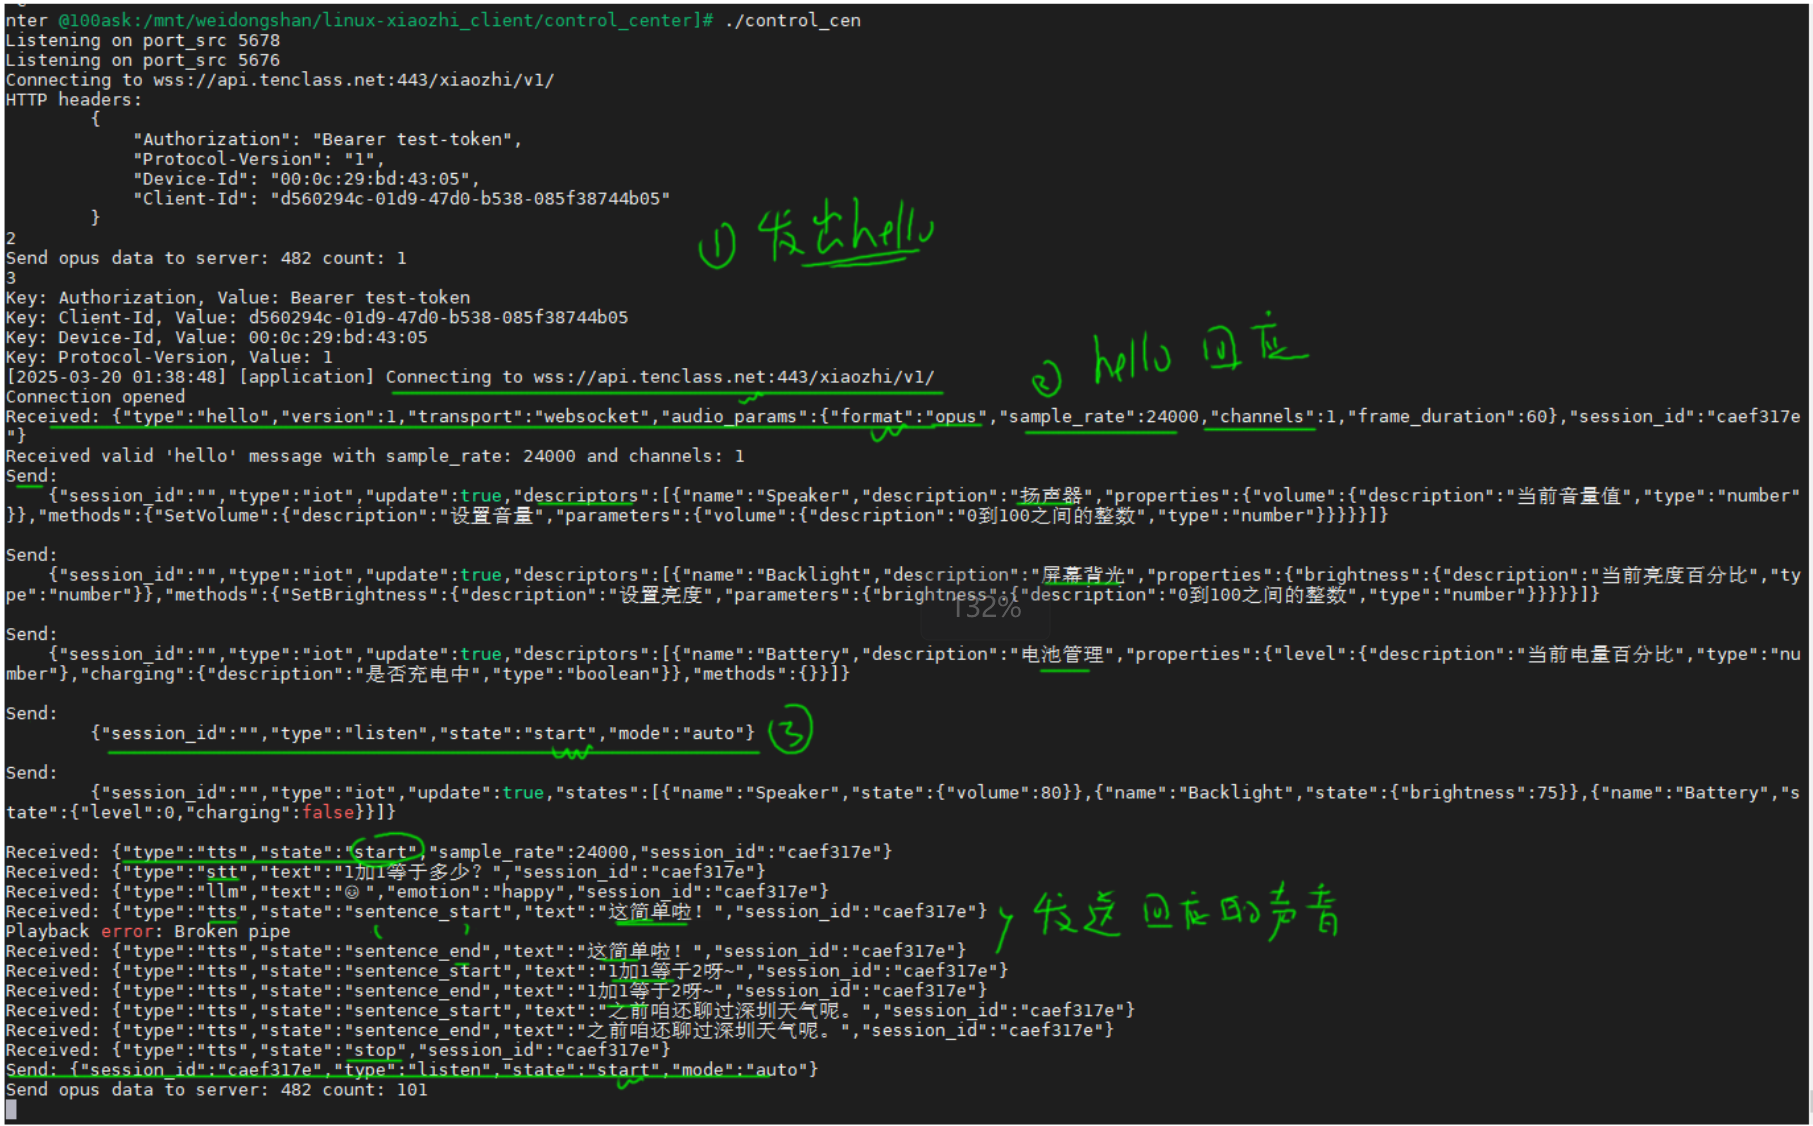 nter @100ask:/mnt/weidongshan/linux-xiaozhi_client/control_center]# ./control_cen
Listening on port_src 5678
Listening on port_src 5676
Connecting to wss://api.tenclass.net:443/xiaozhi/v1/
HTTP headers:
{
"Authorization": "Bearer test-token",
"Protocol-Version": "1",
"Device-Id": "00:0c:29:bd:43:05",
"Client-Id": "d560294c-01d9-47d0-b538-085f38744b05"
}
① 发出hello
2
Send opus data to server: 482 count: 1
3
Key: Authorization, Value: Bearer test-token
Key: Client-Id, Value: d560294c-01d9-47d0-b538-085f38744b05
Key: Device-Id, Value: 00:0c:29:bd:43:05
Key: Protocol-Version, Value: 1
② hello 回应
[2025-03-20 01:38:48] [application] Connecting to wss://api.tenclass.net:443/xiaozhi/v1/
Connection opened
Received: {"type":"hello","version":1,"transport":"websocket","audio_params":{"format":"opus","sample_rate":24000,"channels":1,"frame_duration":60},"session_id":"caef317e
"}
Received valid 'hello' message with sample_rate: 24000 and channels: 1
Send:
{"session_id":"","type":"iot","update":true,"descriptors":[{"name":"Speaker","description":"扬声器","properties":{"volume":{"description":"当前音量值","type":"number"
}},"methods":{"SetVolume":{"description":"设置音量","parameters":{"volume":{"description":"0到100之间的整数","type":"number"}}}}}]}
Send:
{"session_id":"","type":"iot","update":true,"descriptors":[{"name":"Backlight","description":"屏幕背光","properties":{"brightness":{"description":"当前亮度百分比","ty
pe":"number"}},"methods":{"SetBrightness":{"description":"设置亮度","parameters":{"brightness":{"description":"0到100之间的整数","type":"number"}}}}}]}
132%
Send:
{"session_id":"","type":"iot","update":true,"descriptors":[{"name":"Battery","description":"电池管理","properties":{"level":{"description":"当前电量百分比","type":"nu
mber"},"charging":{"description":"是否充电中","type":"boolean"}},"methods":{}}]}
Send:
{"session_id":"","type":"listen","state":"start","mode":"auto"} ③
Send:
{"session_id":"","type":"iot","update":true,"states":[{"name":"Speaker","state":{"volume":80}},{"name":"Backlight","state":{"brightness":75}},{"name":"Battery","s
tate":{"level":0,"charging":false}}]}
Received: {"type":"tts","state":"start","sample_rate":24000,"session_id":"caef317e"}
Received: {"type":"stt","text":"1加1等于多少？","session_id":"caef317e"}
Received: {"type":"llm","text":"😊","emotion":"happy","session_id":"caef317e"}
Received: {"type":"tts","state":"sentence_start","text":"这简单啦！","session_id":"caef317e"}
发送回应的声音
Playback error: Broken pipe
Received: {"type":"tts","state":"sentence_end","text":"这简单啦！","session_id":"caef317e"}
Received: {"type":"tts","state":"sentence_start","text":"1加1等于2呀~","session_id":"caef317e"}
Received: {"type":"tts","state":"sentence_end","text":"1加1等于2呀~","session_id":"caef317e"}
Received: {"type":"tts","state":"sentence_start","text":"之前咱还聊过深圳天气呢。","session_id":"caef317e"}
Received: {"type":"tts","state":"sentence_end","text":"之前咱还聊过深圳天气呢。","session_id":"caef317e"}
Received: {"type":"tts","state":"stop","session_id":"caef317e"}
Send: {"session_id":"caef317e","type":"listen","state":"start","mode":"auto"}
Send opus data to server: 482 count: 101